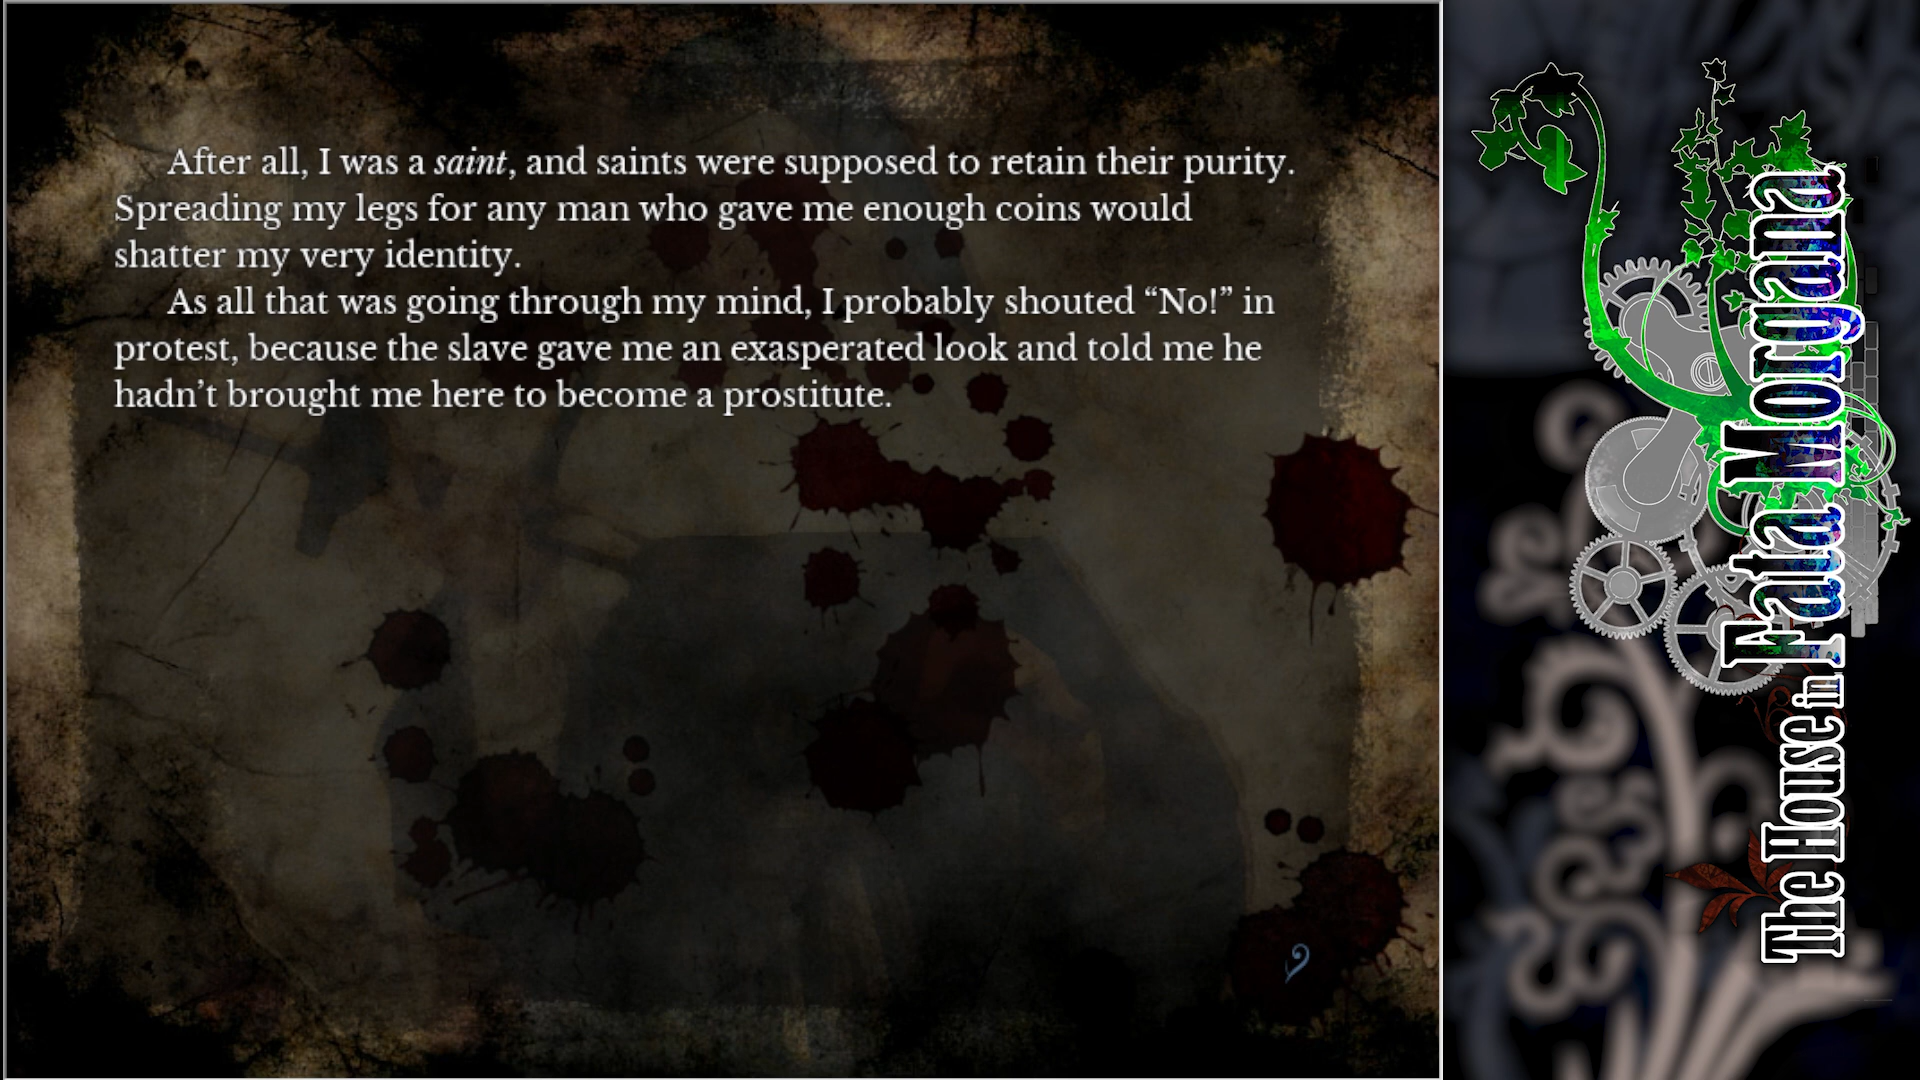 After all, I was a saint, and saints were supposed to retain their purity.
Spreading my legs for any man who gave me enough coins would
shatter my very identity.
As all that was going through my mind, I probably shouted “No!” in
protest, because the slave gave me an exasperated look and told me he
hadn’t brought me here to become a prostitute.
The House in Fata Morgana